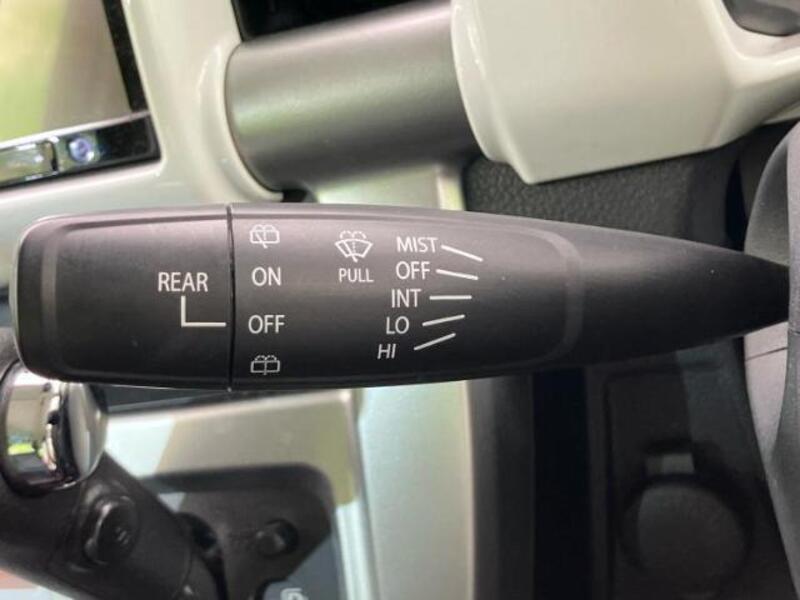 REAR
ON
OFF
PULL
MIST
OFF
INT
LO
HI